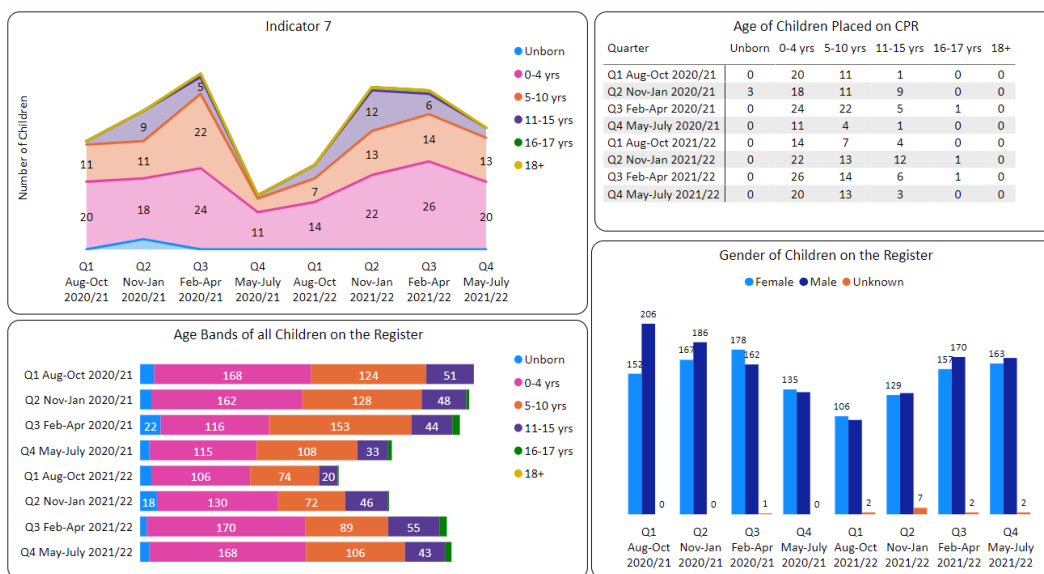 Indicator 7
Number of Children
5
9
12
6
22
11
11
13
14
13
7
20
18
24
11
14
22
26
20
Unborn
0-4 yrs
5-10 yrs
11-15 yrs
16-17 yrs
18+
Q1 Q2 Q3 Q4 Q1 Q2 Q3 Q4
Aug-Oct Nov-Jan Feb-Apr May-July Aug-Oct Nov-Jan Feb-Apr May-July
2020/21 2020/21 2020/21 2020/21 2021/22 2021/22 2021/22 2021/22
Age of Children Placed on CPR
Quarter Unborn 0-4 yrs 5-10 yrs 11-15 yrs 16-17 yrs 18+
Q1 Aug-Oct 2020/21 0 20 11 1 0 0
Q2 Nov-Jan 2020/21 3 18 11 9 0 0
Q3 Feb-Apr 2020/21 0 24 22 5 1 0
Q4 May-July 2020/21 0 11 4 1 0 0
Q1 Aug-Oct 2021/22 0 14 7 4 0 0
Q2 Nov-Jan 2021/22 0 22 13 12 1 0
Q3 Feb-Apr 2021/22 0 26 14 6 1 0
Q4 May-July 2021/22 0 20 13 3 0 0
Age Bands of all Children on the Register
Q1 Aug-Oct 2020/21 168 124 51
Q2 Nov-Jan 2020/21 162 128 48
Q3 Feb-Apr 2020/21 22 116 153 44
Q4 May-July 2020/21 115 108 33
Q1 Aug-Oct 2021/22 106 74 20
Q2 Nov-Jan 2021/22 18 130 72 46
Q3 Feb-Apr 2021/22 170 89 55
Q4 May-July 2021/22 168 106 43
Unborn
0-4 yrs
5-10 yrs
11-15 yrs
16-17 yrs
18+
Gender of Children on the Register
Female Male Unknown
152 206 0
167 186 0
178 162 1
135 0
106 2
129 7
157 170 2
163 2
Q1 Q2 Q3 Q4 Q1 Q2 Q3 Q4
Aug-Oct Nov-Jan Feb-Apr May-July Aug-Oct Nov-Jan Feb-Apr May-July
2020/21 2020/21 2020/21 2020/21 2021/22 2021/22 2021/22 2021/22